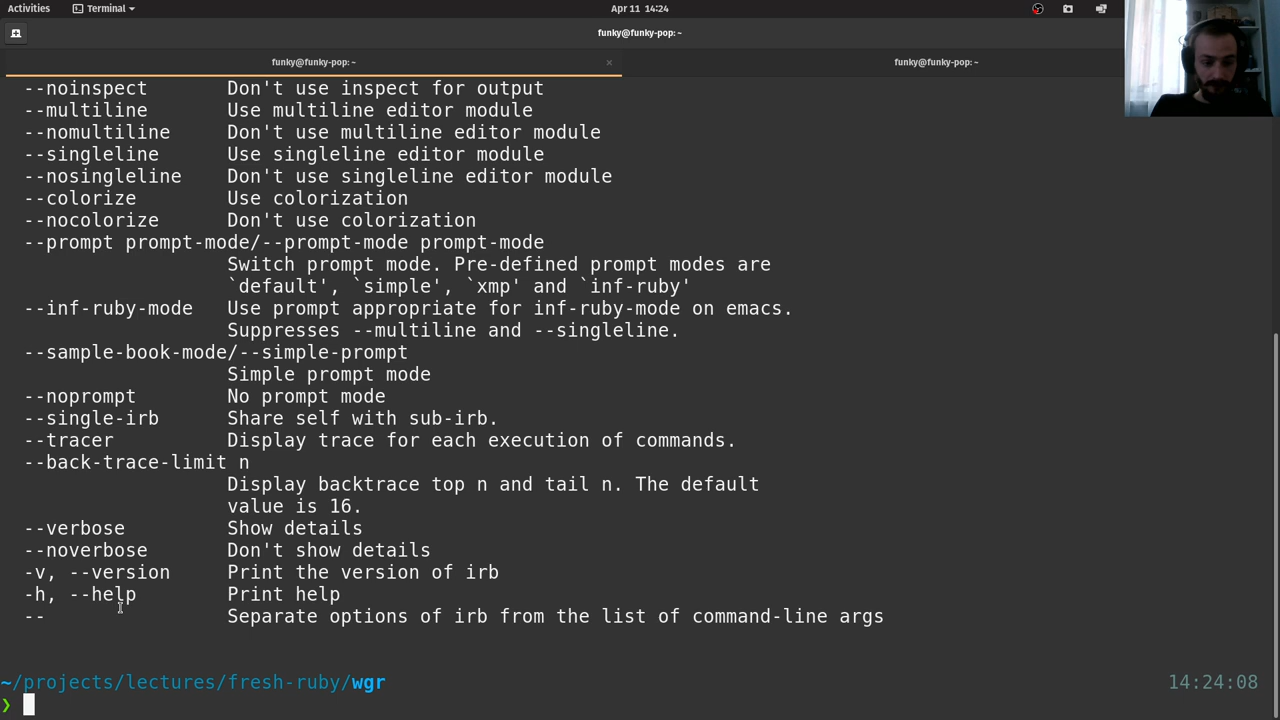 Activities Terminal Apr 11 14:24
funky@funky-pop: ~
funky@funky-pop: ~ × funky@funky-pop: ~
--noinspect Don't use inspect for output
--multiline Use multiline editor module
--nomultiline Don't use multiline editor module
--singleline Use singleline editor module
--nosingleline Don't use singleline editor module
--colorize Use colorization
--nocolorize Don't use colorization
--prompt prompt-mode/--prompt-mode prompt-mode
Switch prompt mode. Pre-defined prompt modes are
`default', `simple', `xmp' and `inf-ruby'
--inf-ruby-mode Use prompt appropriate for inf-ruby-mode on emacs.
Suppresses --multiline and --singleline.
--sample-book-mode/--simple-prompt
Simple prompt mode
--noprompt No prompt mode
--single-irb Share self with sub-irb.
--tracer Display trace for each execution of commands.
--back-trace-limit n
Display backtrace top n and tail n. The default
value is 16.
--verbose Show details
--noverbose Don't show details
-v, --version Print the version of irb
-h, --help Print help
-- Separate options of irb from the list of command-line args
~/projects/lectures/fresh-ruby/wgr 14:24:08
❯